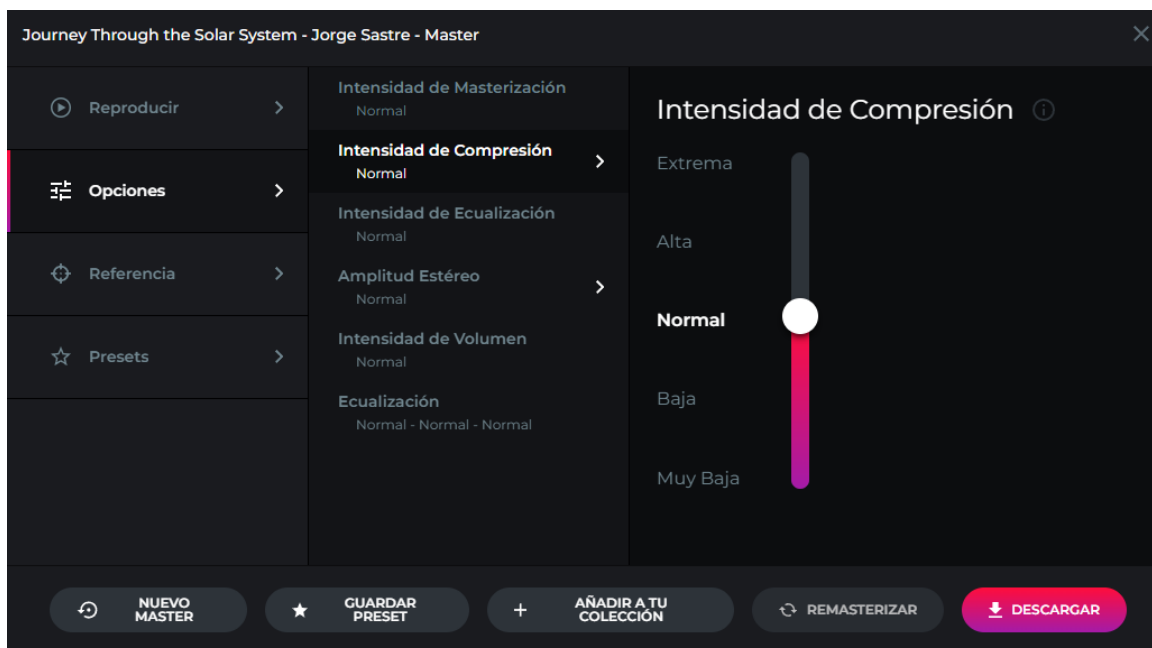 Journey Through the Solar System - Jorge Sastre - Master
Reproducir
Opciones
Referencia
Presets
Intensidad de Masterización
Normal
Intensidad de Compresión
Normal
Intensidad de Ecualización
Normal
Amplitud Estéreo
Normal
Intensidad de Volumen
Normal
Ecualización
Normal - Normal - Normal
Intensidad de Compresión
Extrema
Alta
Normal
Baja
Muy Baja
NUEVO
MASTER
GUARDAR
PRESET
AÑADIR A TU
COLECCIÓN
REMASTERIZAR
DESCARGAR